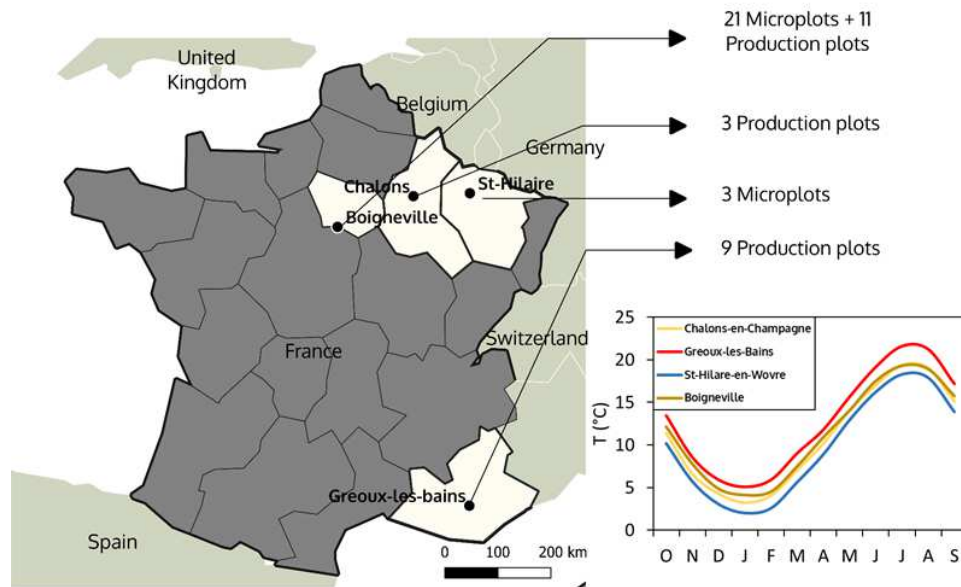 21 Microplots + 11
Production plots
United
Kingdom
Belgium
3 Production plots
Germany
Chalons
St-Hilaire
3 Microplots
Boigneville
9 Production plots
Switzerland
France
Gréoux-les-bains
Spain
0 100 200 km
Chalons-en-Champagne
Greoux-les-Bains
St-Hilare-en-Wovre
Boigneville
T (°C)
25
20
15
10
5
0
O N D J F M A M J J A S